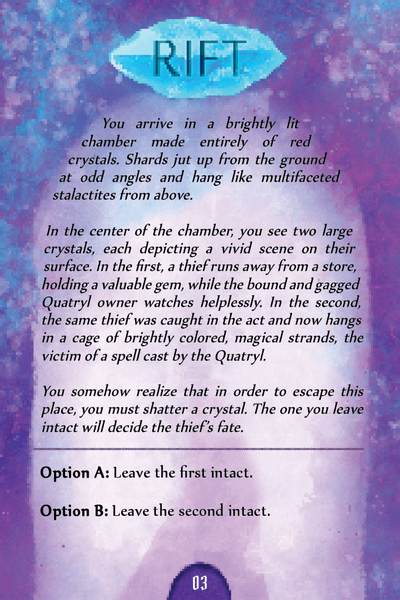 RIFT
You arrive in a brightly lit
chamber made entirely of red
crystals. Shards jut up from the ground
at odd angles and hang like multifaceted
stalactites from above.
In the center of the chamber, you see two large
crystals, each depicting a vivid scene on their
surface. In the first, a thief runs away from a store,
holding a valuable gem, while the bound and gagged
Quatryl owner watches helplessly. In the second,
the same thief was caught in the act and now hangs
in a cage of brightly colored, magical strands, the
victim of a spell cast by the Quatryl.
You somehow realize that in order to escape this
place, you must shatter a crystal. The one you leave
intact will decide the thief's fate.
Option A: Leave the first intact.
Option B: Leave the second intact.
03